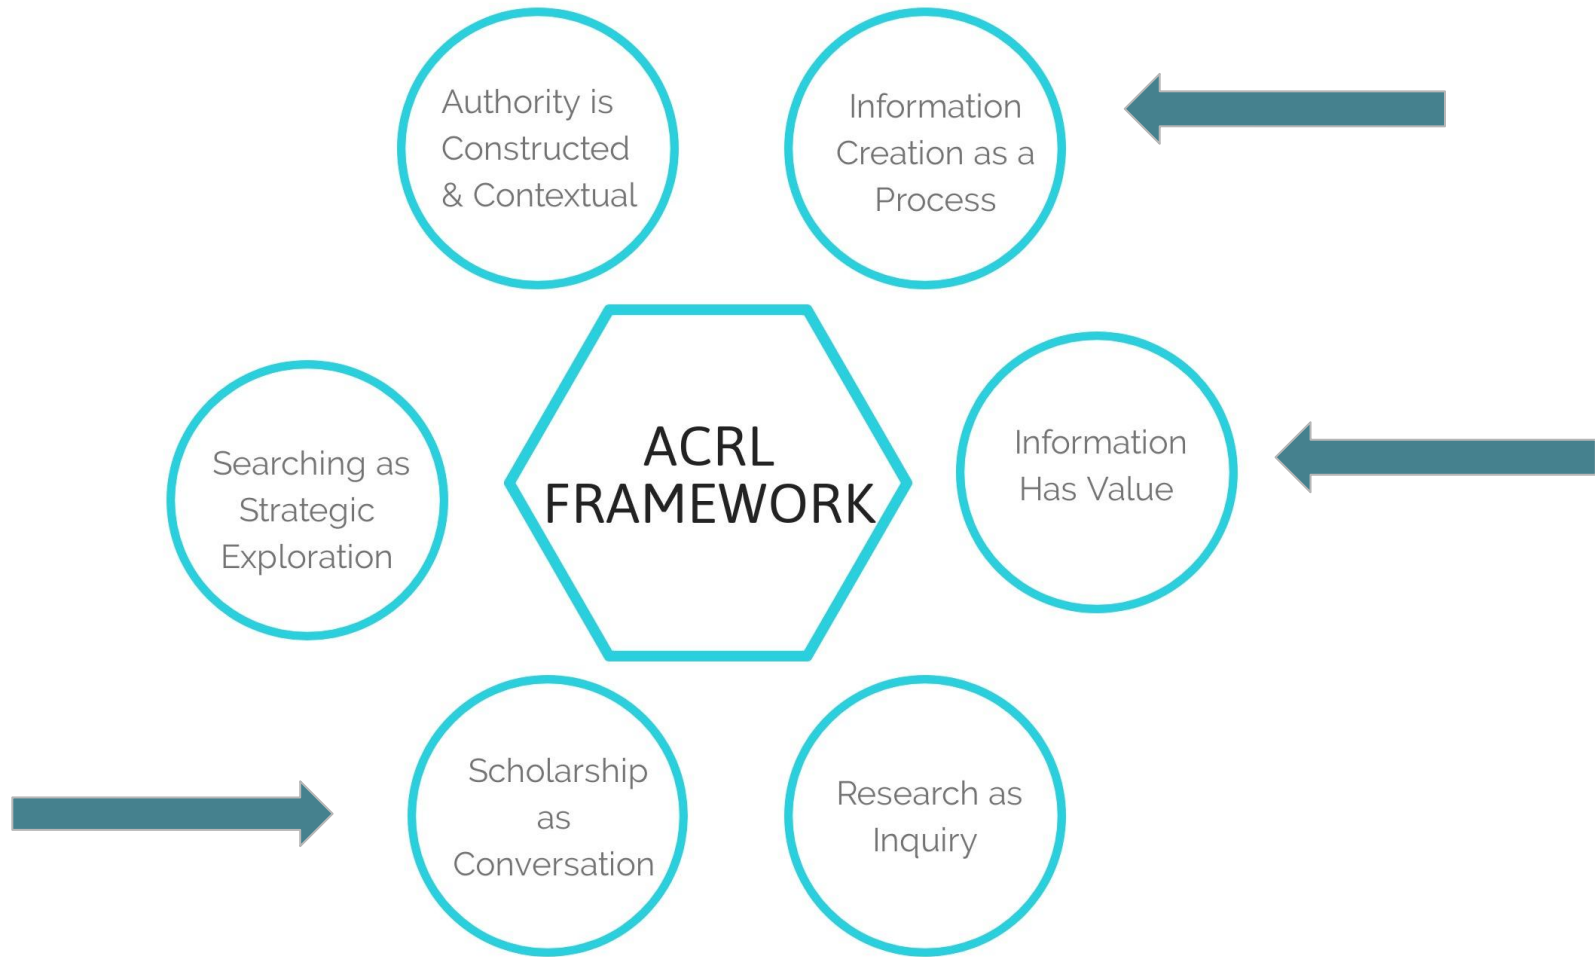 Authority is
Constructed
& Contextual
Information
Creation as a
Process
Searching as
Strategic
Exploration
ACRL
FRAMEWORK
Information
Has Value
Scholarship
as
Conversation
Research as
Inquiry